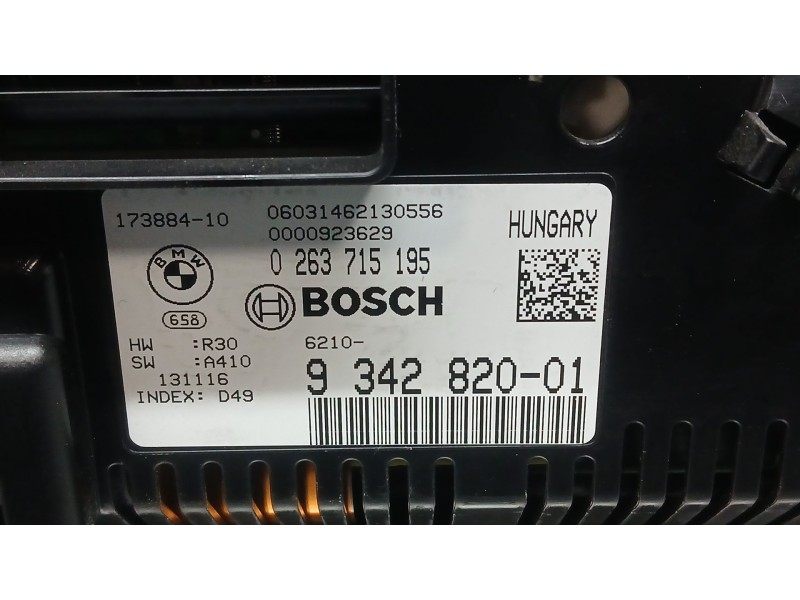 173884-10
06031462130556
0000923629
HUNGARY
0 263 715 195
BMW
BOSCH
658
HW :R30
SW :A410
131116
INDEX: D49
6210-
9 342 820-01